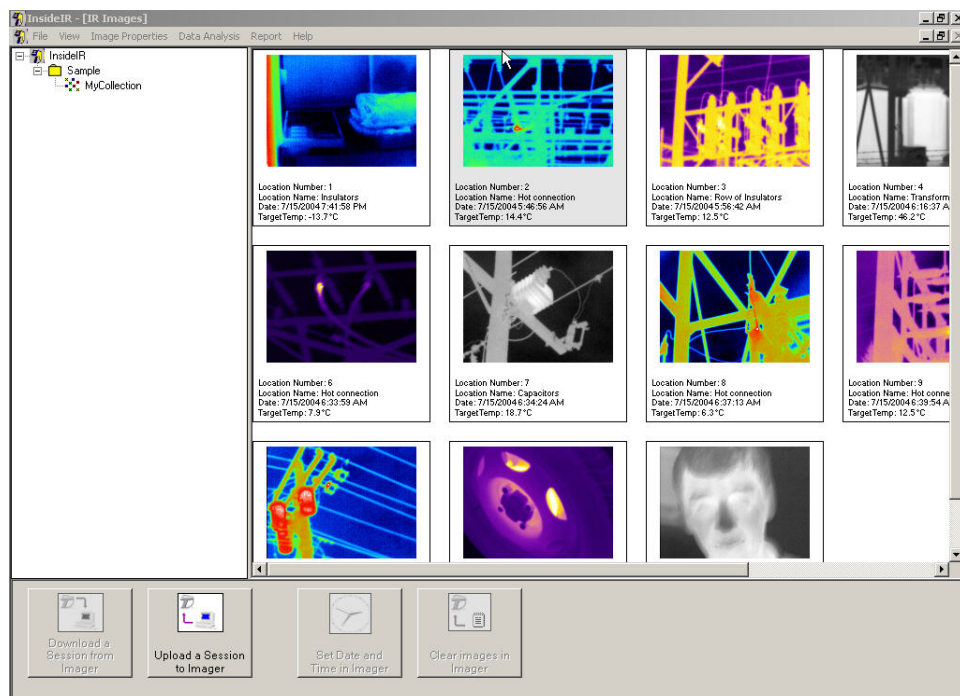 InsideIR - [IR Images]
File View Image Properties Data Analysis Report Help
InsideIR
Sample
MyCollection
Location Number: 1
Location Name: Insulators
Date: 7/15/2004 7:41:58 PM
TargetTemp: -13.7°C
Location Number: 2
Location Name: Hot connection
Date: 7/15/2004 5:46:56 AM
TargetTemp: 14.4°C
Location Number: 3
Location Name: Row of Insulators
Date: 7/15/2004 5:56:42 AM
TargetTemp: 12.5°C
Location Number: 4
Location Name: Transform
Date: 7/15/2004 6:16:37 A
TargetTemp: 46.2°C
Location Number: 6
Location Name: Hot connection
Date: 7/15/2004 6:33:59 AM
TargetTemp: 7.9°C
Location Number: 7
Location Name: Capacitors
Date: 7/15/2004 6:34:24 AM
TargetTemp: 18.7°C
Location Number: 8
Location Name: Hot connection
Date: 7/15/2004 6:37:13 AM
TargetTemp: 6.3°C
Location Number: 9
Location Name: Hot conne
Date: 7/15/2004 6:39:54 A
TargetTemp: 12.5°C
Download a
Session from
Imager
Upload a Session
to Imager
Set Date and
Time in Imager
Clear images in
Imager